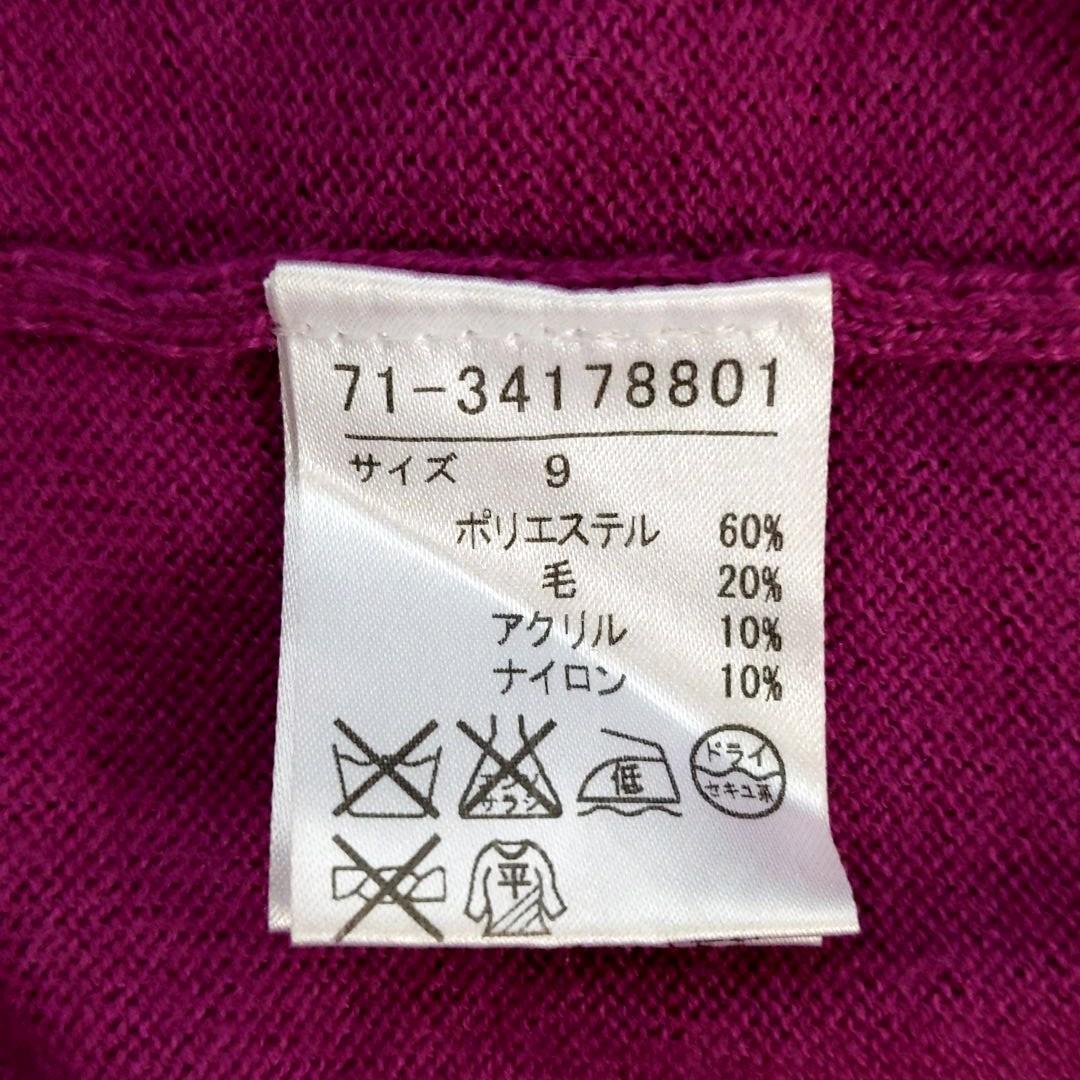 71-34178801
サイズ 9
ポリエステル 60%
毛 20%
アクリル 10%
ナイロン 10%
エンソ
サラシ
低
ドライ
セキユ系
平